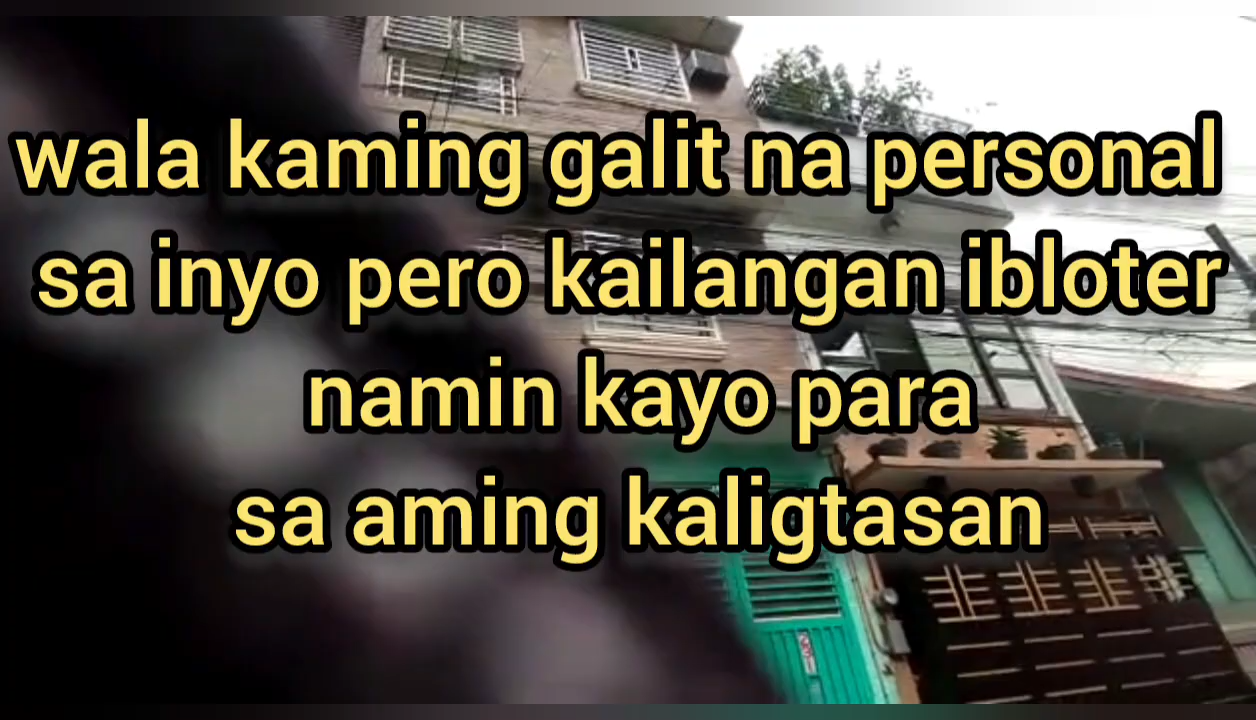 wala kaming galit na personal
sa inyo pero kailangan ibloter
namin kayo para
sa aming kaligtasan